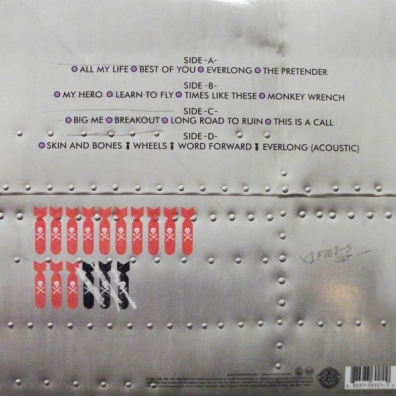 SIDE -A-
ALL MY LIFE BEST OF YOU EVERLONG THE PRETENDER
SIDE -B-
MY HERO LEARN TO FLY TIMES LIKE THESE MONKEY WRENCH
SIDE -C-
BIG ME BREAKOUT LONG ROAD TO RUIN THIS IS A CALL
SIDE -D-
SKIN AND BONES WHEELS WORD FORWARD EVERLONG (ACOUSTIC)